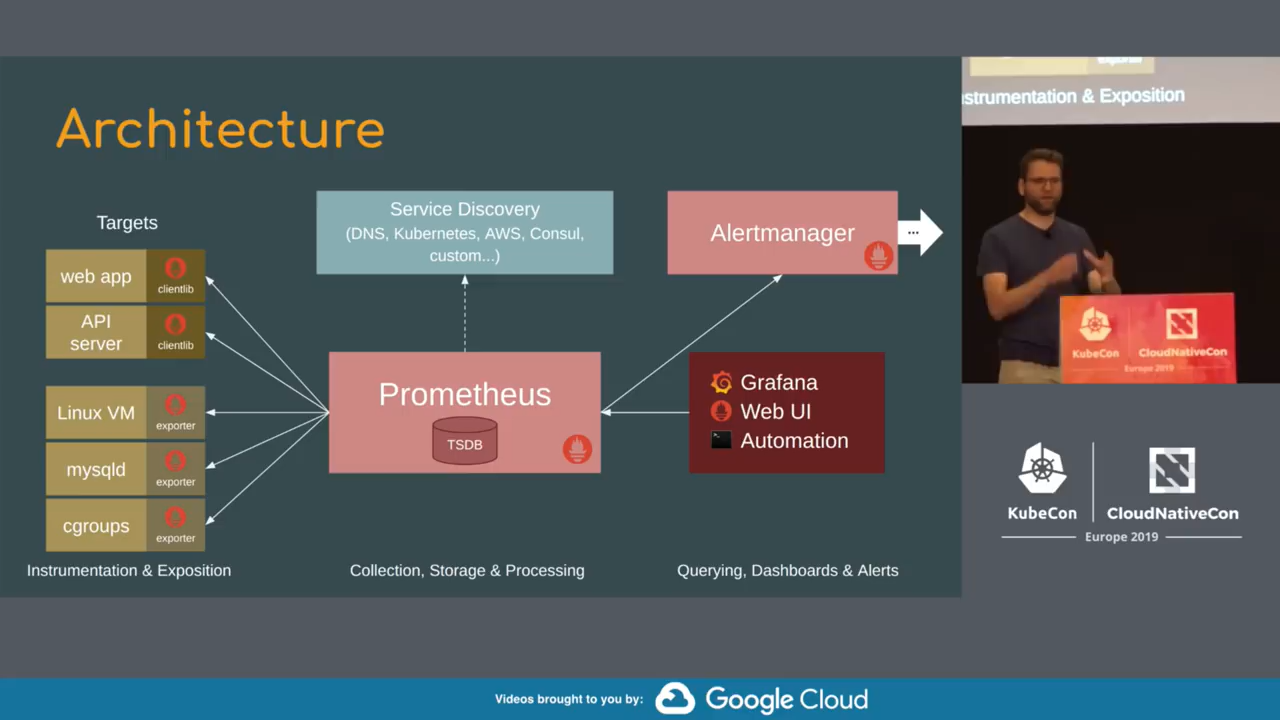 Architecture
Targets
web app
clientlib
API
server
clientlib
Linux VM
exporter
mysqld
exporter
cgroups
exporter
Instrumentation & Exposition
Service Discovery
(DNS, Kubernetes, AWS, Consul,
custom...)
Prometheus
TSDB
Collection, Storage & Processing
Alertmanager
...
Grafana
Web UI
Automation
Querying, Dashboards & Alerts
strumentation & Exposition
KubeCon
CloudNativeCon
Europe 2019
KubeCon
CloudNativeCon
Europe 2019
Videos brought to you by:
Google Cloud